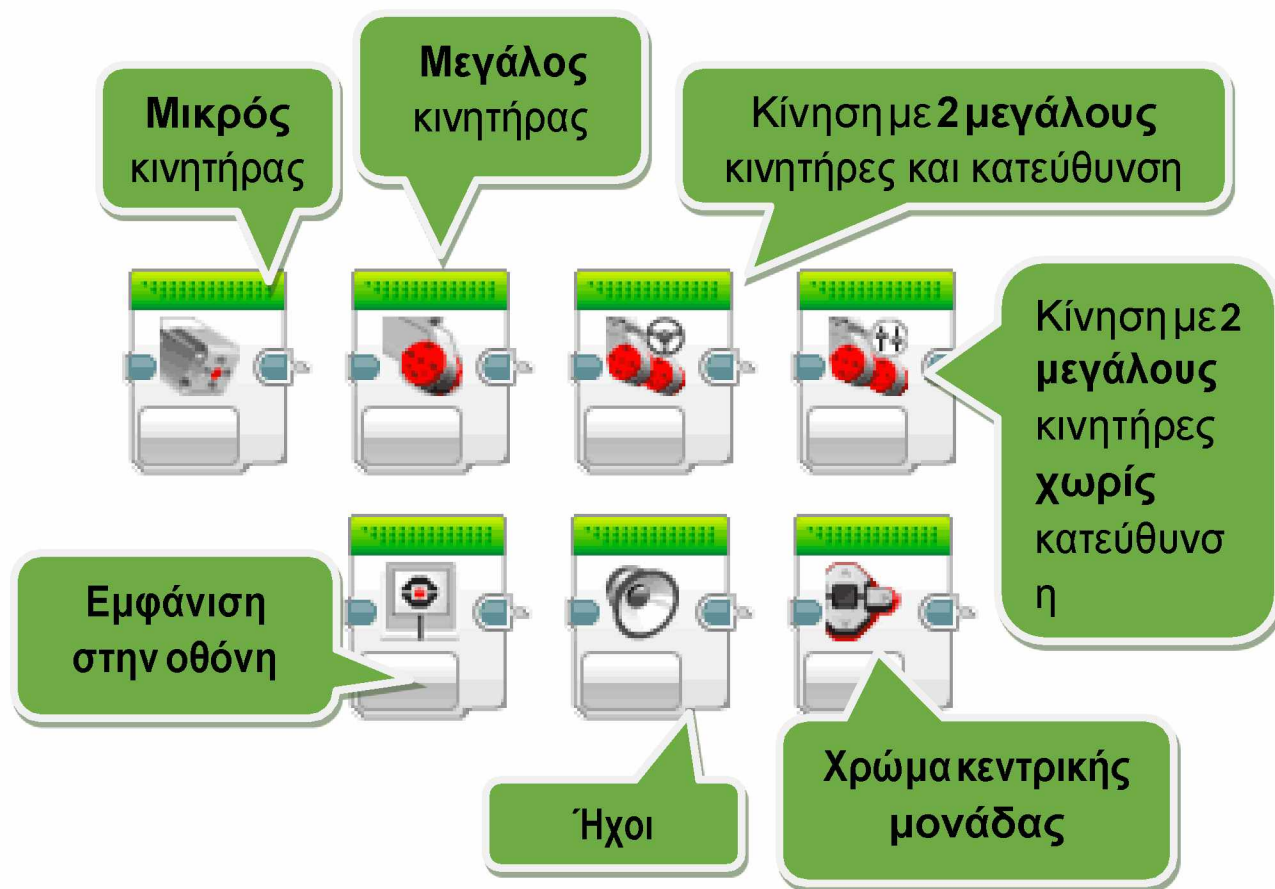 Μικρός
κινητήρας
Μεγάλος
κινητήρας
Κίνηση με 2 μεγάλους
κινητήρες και κατεύθυνση
Κίνηση με 2
μεγάλους
κινητήρες
χωρίς
κατεύθυνσ
η
Εμφάνιση
στην οθόνη
Ήχοι
Χρώμα κεντρικής
μονάδας